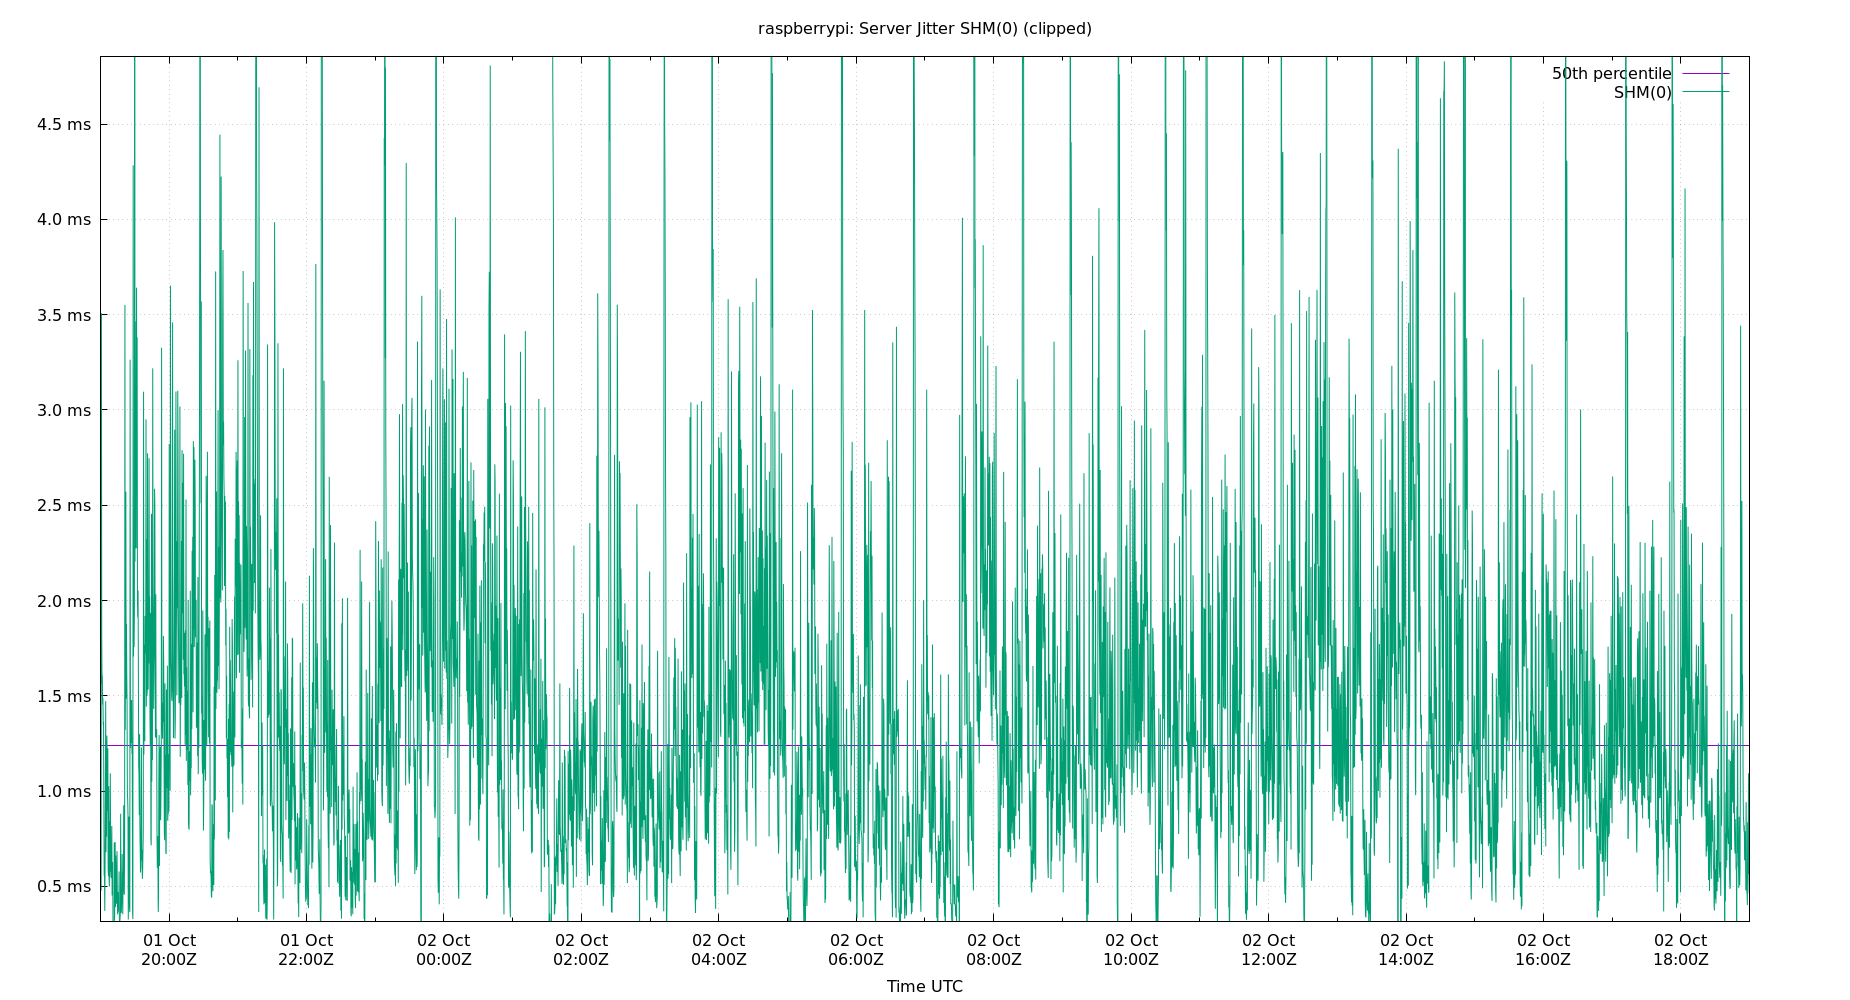 raspberrypi: Server Jitter SHM(0) (clipped)
50th percentile
SHM(0)
4.5 ms
4.0 ms
3.5 ms
3.0 ms
2.5 ms
2.0 ms
1.5 ms
1.0 ms
0.5 ms
01 Oct 01 Oct 02 Oct 02 Oct 02 Oct 02 Oct 02 Oct 02 Oct 02 Oct 02 Oct 02 Oct 02 Oct
20:00Z 22:00Z 00:00Z 02:00Z 04:00Z 06:00Z 08:00Z 10:00Z 12:00Z 14:00Z 16:00Z 18:00Z
Time UTC